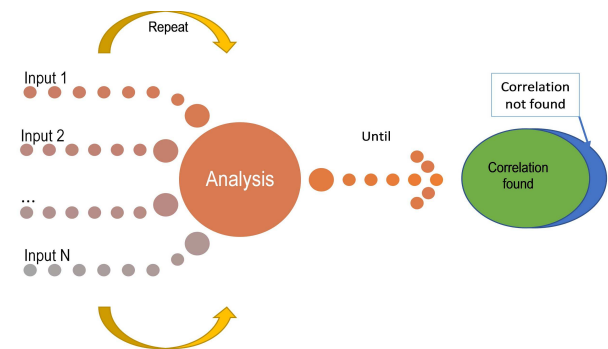 Repeat
Input 1
Input 2
...
Input N
Analysis
Until
Correlation
not found
Correlation
found